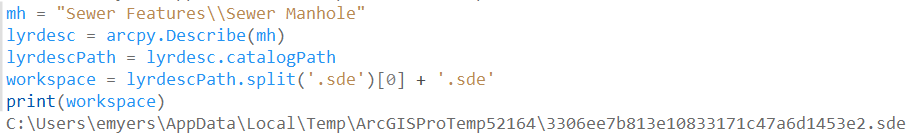 mh = "Sewer Features\\Sewer Manhole"
lyrdesc = arcpy.Describe(mh)
lyrdescPath = lyrdesc.catalogPath
workspace = lyrdescPath.split('.sde')[0] + '.sde'
print(workspace)
C:\Users\emyers\AppData\Local\Temp\ArcGISProTemp52164\3306ee7b813e10833171c47a6d1453e2.sde